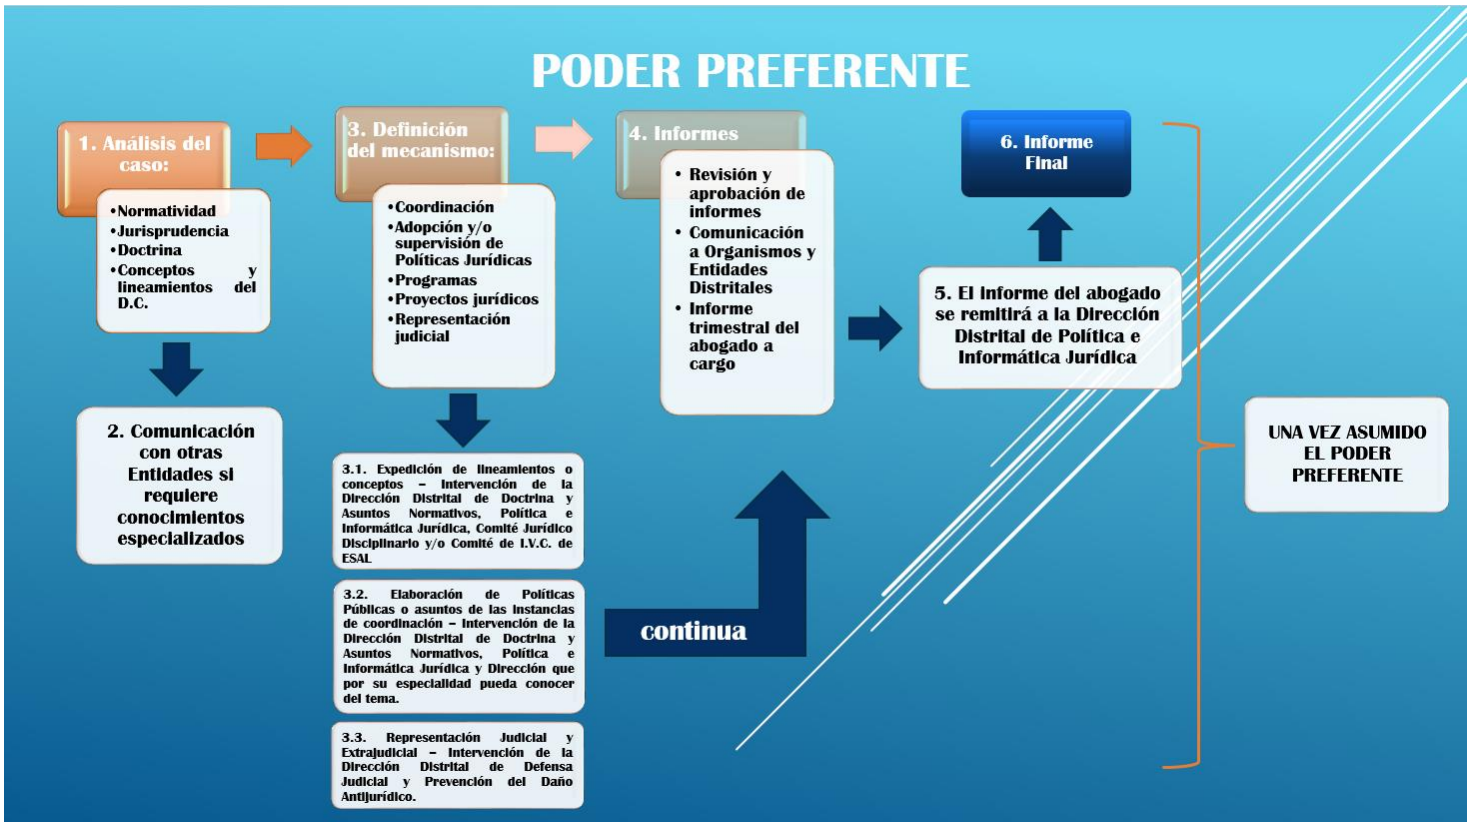 PODER PREFERENTE
1. Análisis del
caso:
•Normatividad
•Jurisprudencia
•Doctrina
•Conceptos y
lineamientos del
D.C.
2. Comunicación
con otras
Entidades si
requiere
conocimientos
especializados
3. Definición
del mecanismo:
•Coordinación
•Adopción y/o
supervisión de
Políticas Jurídicas
•Programas
•Proyectos jurídicos
•Representación
judicial
3.1. Expedición de lineamientos o
conceptos – Intervención de la
Dirección Distrital de Doctrina y
Asuntos Normativos, Política e
Informática Jurídica, Comité Jurídico
Disciplinario y/o Comité de I.V.C. de
ESAL
3.2. Elaboración de Políticas
Públicas o asuntos de las instancias
de coordinación – Intervención de la
Dirección Distrital de Doctrina y
Asuntos Normativos, Política e
Informática Jurídica y Dirección que
por su especialidad pueda conocer
del tema.
3.3. Representación Judicial y
Extrajudicial – Intervención de la
Dirección Distrital de Defensa
Judicial y Prevención del Daño
Antijurídico.
continua
4. Informes
• Revisión y
aprobación de
informes
• Comunicación
a Organismos y
Entidades
Distritales
• Informe
trimestral del
abogado a
cargo
5. El informe del abogado
se remitirá a la Dirección
Distrital de Política e
Informática Jurídica
6. Informe
Final
UNA VEZ ASUMIDO
EL PODER
PREFERENTE